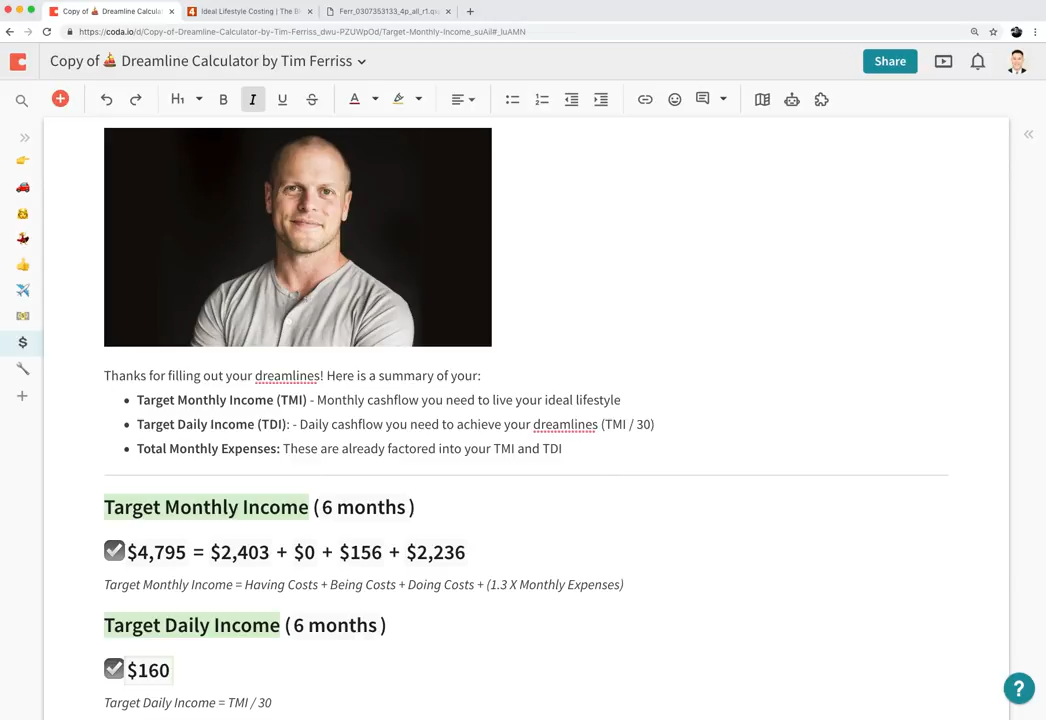 Copy of Dreamline Calcula
Ideal Lifestyle Costing | The B
Ferr_0307353133_4p_all_r1.qx
https://coda.io/d/Copy-of-Dreamline-Calculator-by-Tim-Ferriss_dwu-PZUWpOd/Target-Monthly-Income_suAil#_luAMN
Copy of Dreamline Calculator by Tim Ferriss
Share
H1 B I U S A
Thanks for filling out your dreamlines! Here is a summary of your:
• Target Monthly Income (TMI) - Monthly cashflow you need to live your ideal lifestyle
• Target Daily Income (TDI): - Daily cashflow you need to achieve your dreamlines (TMI / 30)
• Total Monthly Expenses: These are already factored into your TMI and TDI
Target Monthly Income (6 months)
$4,795 = $2,403 + $0 + $156 + $2,236
Target Monthly Income = Having Costs + Being Costs + Doing Costs + (1.3 X Monthly Expenses)
Target Daily Income (6 months)
$160
Target Daily Income = TMI / 30